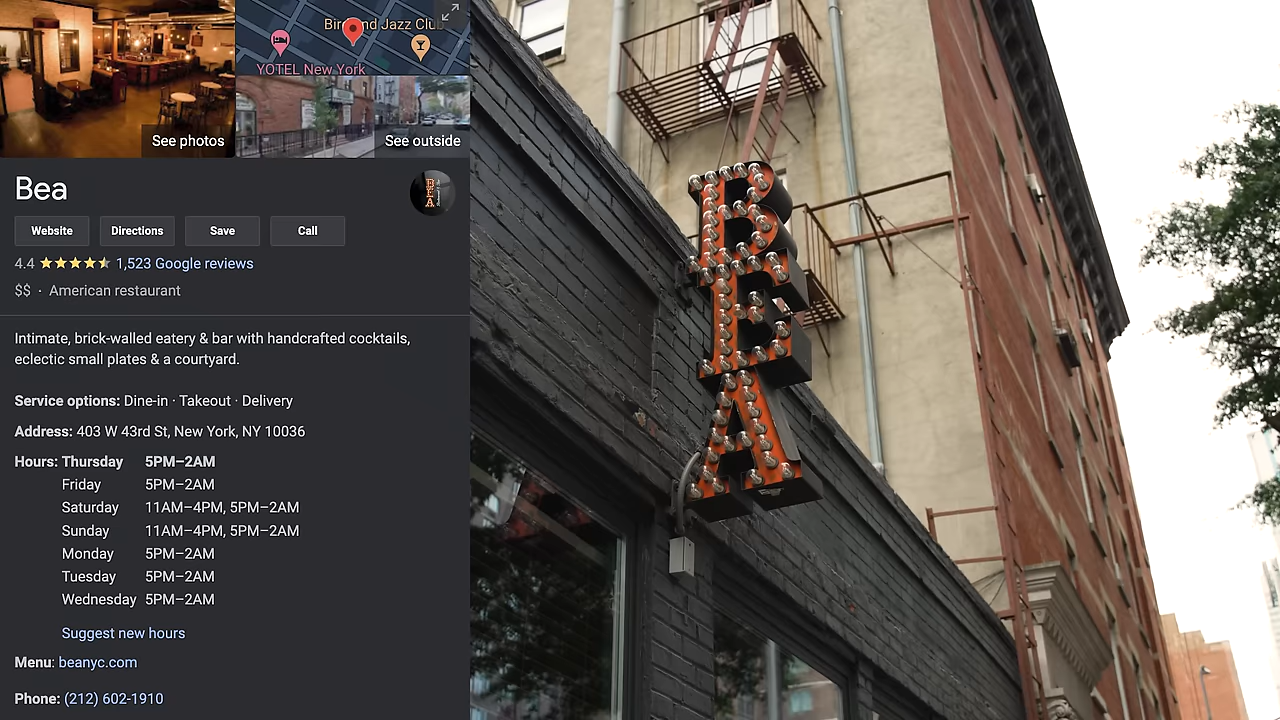 Birdland Jazz Club
YOTEL New York
See photos
See outside
Bea
Website
Directions
Save
Call
4.4
1,523 Google reviews
$$ · American restaurant
Intimate, brick-walled eatery & bar with handcrafted cocktails,
eclectic small plates & a courtyard.
Service options: Dine-in · Takeout · Delivery
Address: 403 W 43rd St, New York, NY 10036
Hours: Thursday 5PM–2AM
Friday 5PM–2AM
Saturday 11AM–4PM, 5PM–2AM
Sunday 11AM–4PM, 5PM–2AM
Monday 5PM–2AM
Tuesday 5PM–2AM
Wednesday 5PM–2AM
Suggest new hours
Menu: beanyc.com
Phone: (212) 602-1910
BEA